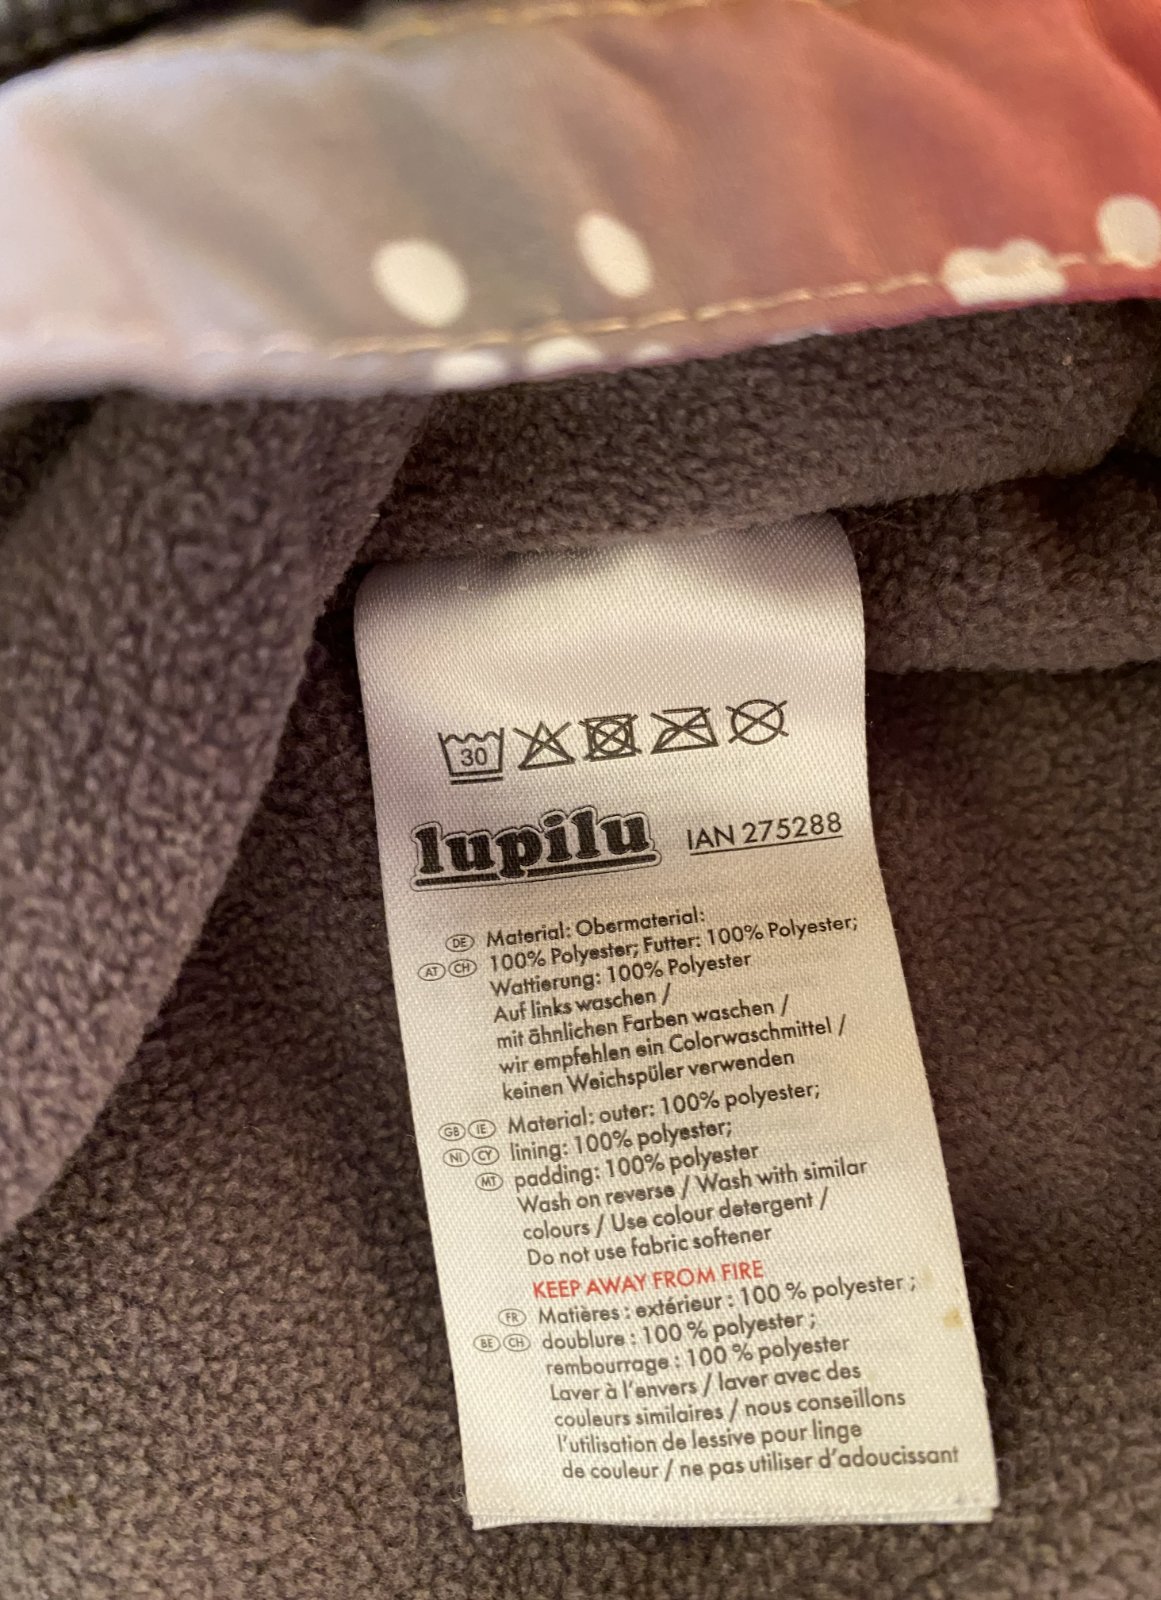 30
lupilu IAN 275288
DE Material: Obermaterial:
AT CH 100% Polyester; Futter: 100% Polyester;
Wattierung: 100% Polyester
Auf links waschen /
mit ähnlichen Farben waschen /
wir empfehlen ein Colorwaschmittel /
keinen Weichspüler verwenden
GB IE Material: outer: 100% polyester;
NI CY lining: 100% polyester;
MT padding: 100% polyester
Wash on reverse / Wash with similar
colours / Use colour detergent /
Do not use fabric softener
KEEP AWAY FROM FIRE
FR Matières : extérieur : 100 % polyester ;
BE CH doublure : 100 % polyester ;
rembourrage : 100 % polyester
Laver à l'envers / laver avec des
couleurs similaires / nous conseillons
l'utilisation de lessive pour linge
de couleur / ne pas utiliser d'adoucissant